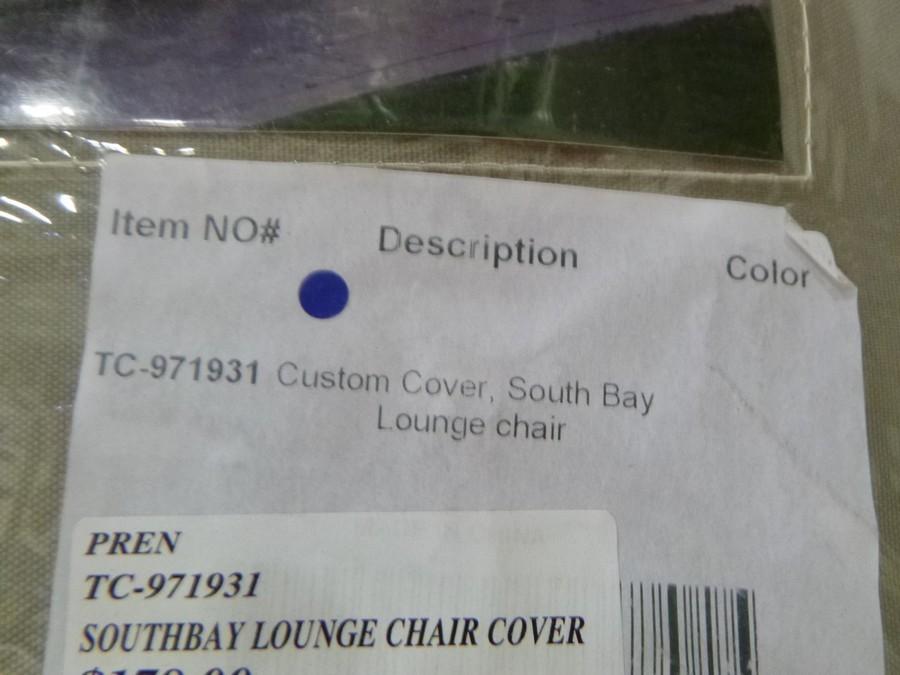 Item NO# Description Color
TC-971931 Custom Cover, South Bay
Lounge chair
PREN
TC-971931
SOUTHBAY LOUNGE CHAIR COVER